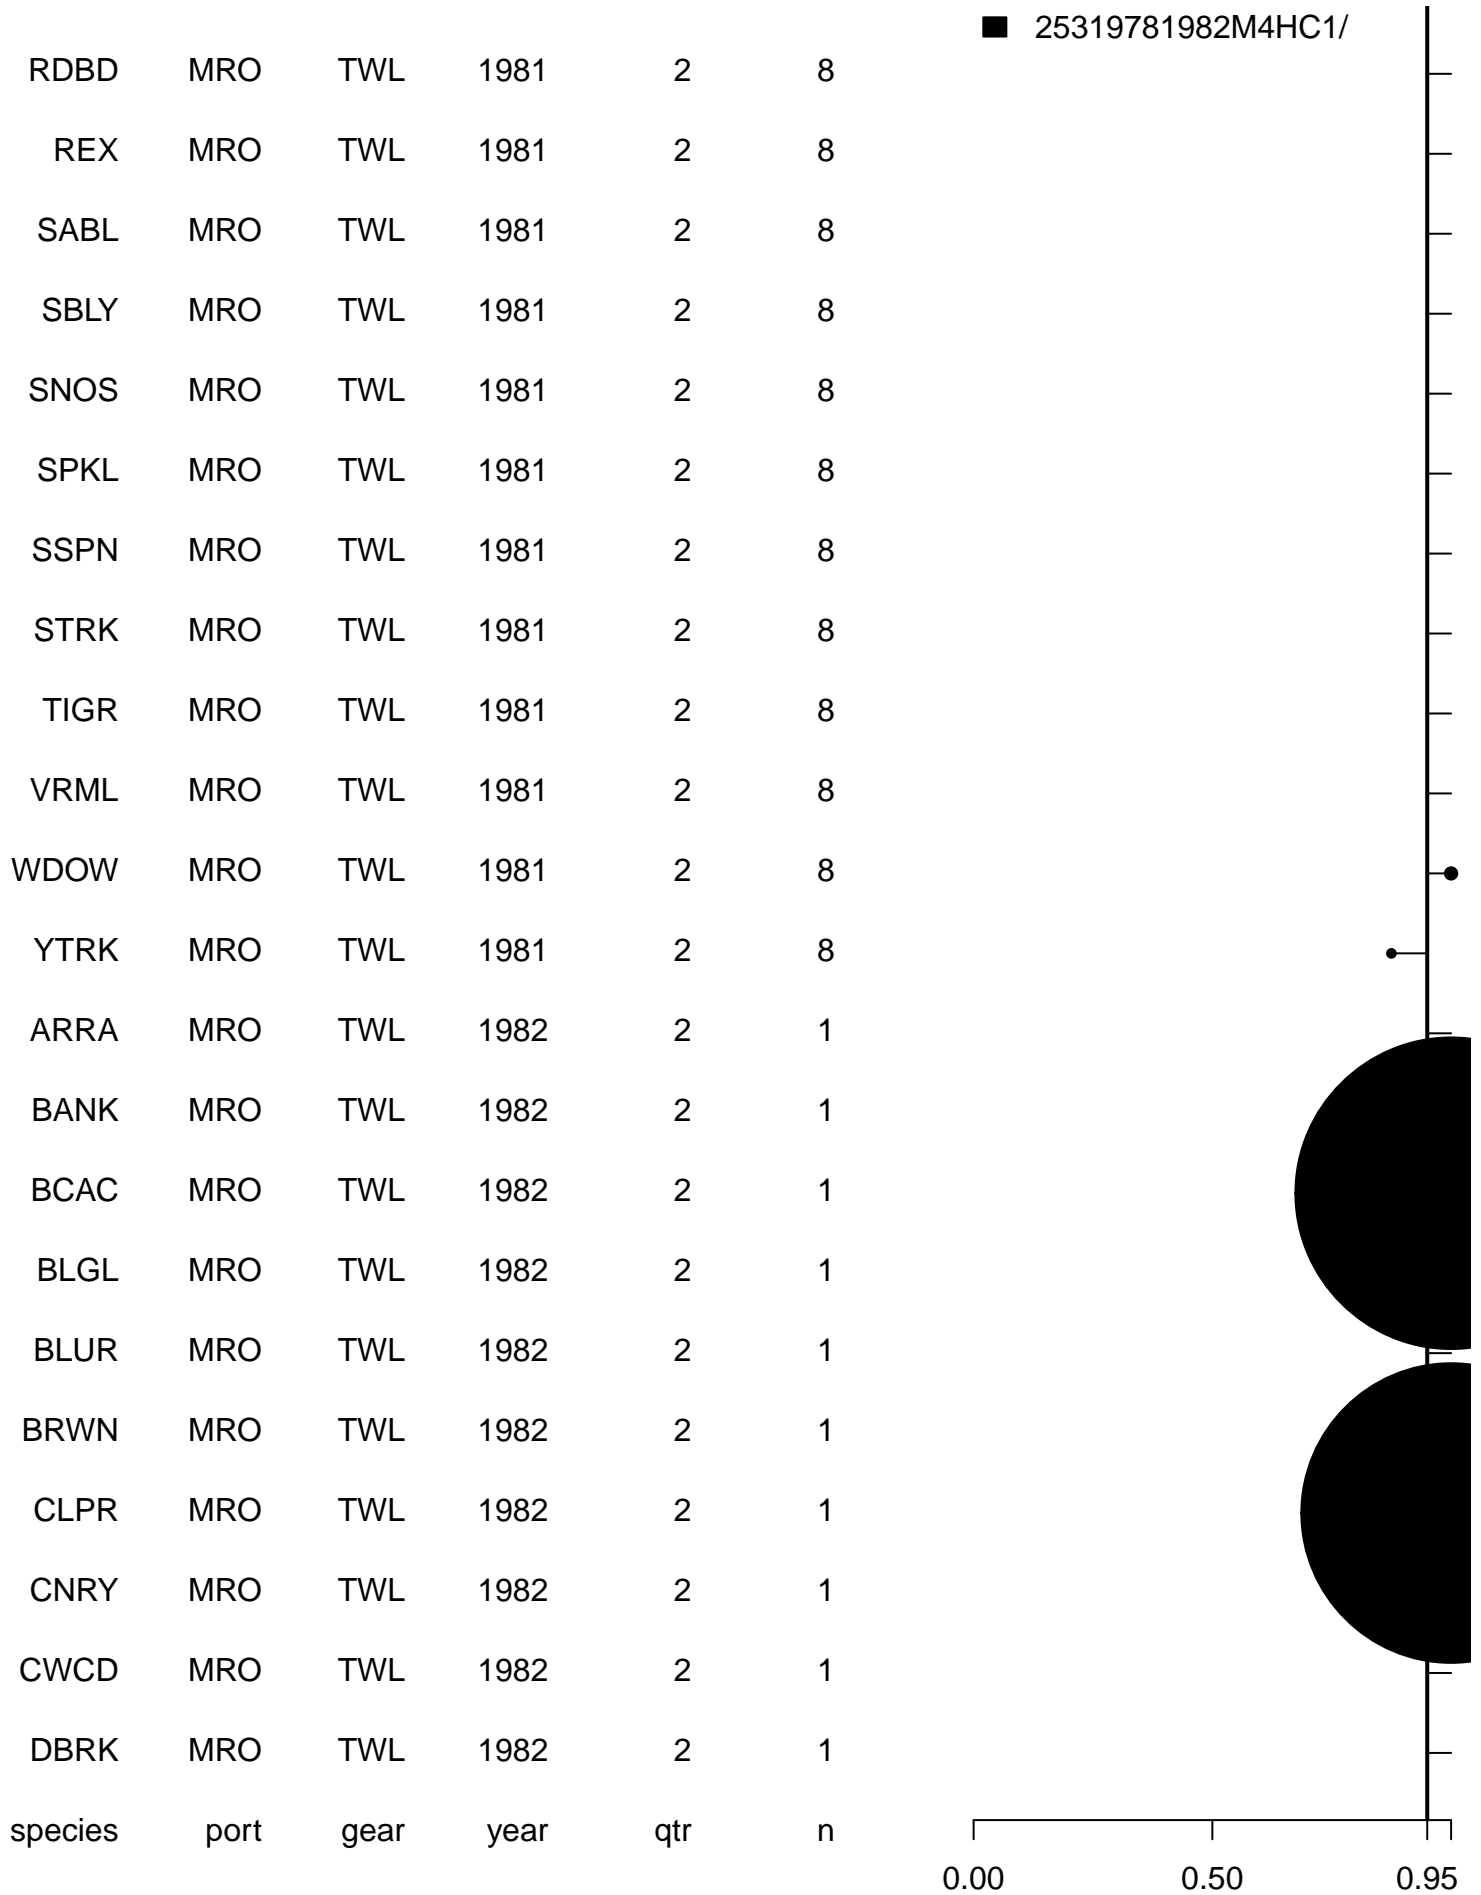 25319781982M4HC1/
RDBD MRO TWL 1981 2 8
REX MRO TWL 1981 2 8
SABL MRO TWL 1981 2 8
SBLY MRO TWL 1981 2 8
SNOS MRO TWL 1981 2 8
SPKL MRO TWL 1981 2 8
SSPN MRO TWL 1981 2 8
STRK MRO TWL 1981 2 8
TIGR MRO TWL 1981 2 8
VRML MRO TWL 1981 2 8
WDOW MRO TWL 1981 2 8
YTRK MRO TWL 1981 2 8
ARRA MRO TWL 1982 2 1
BANK MRO TWL 1982 2 1
BCAC MRO TWL 1982 2 1
BLGL MRO TWL 1982 2 1
BLUR MRO TWL 1982 2 1
BRWN MRO TWL 1982 2 1
CLPR MRO TWL 1982 2 1
CNRY MRO TWL 1982 2 1
CWCD MRO TWL 1982 2 1
DBRK MRO TWL 1982 2 1
species port gear year qtr n
0.00 0.50 0.95